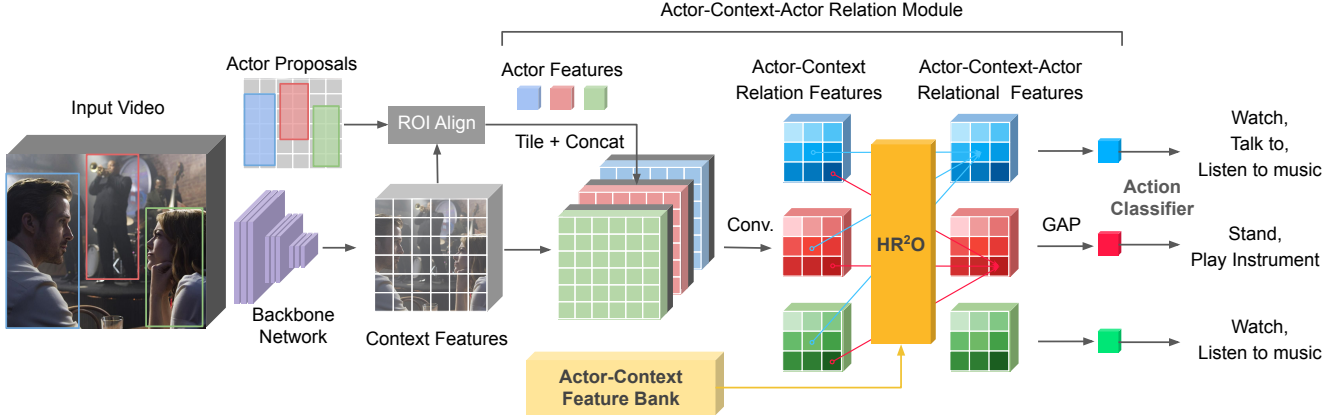 Actor-Context-Actor Relation Module
Actor Proposals
Actor Features
Actor-Context
Relation Features
Actor-Context-Actor
Relational Features
Input Video
ROI Align
Tile + Concat
Watch,
Talk to,
Listen to music
Conv.
HR²O
GAP
Action
Classifier
Stand,
Play Instrument
Backbone
Network
Context Features
Watch,
Listen to music
Actor-Context
Feature Bank